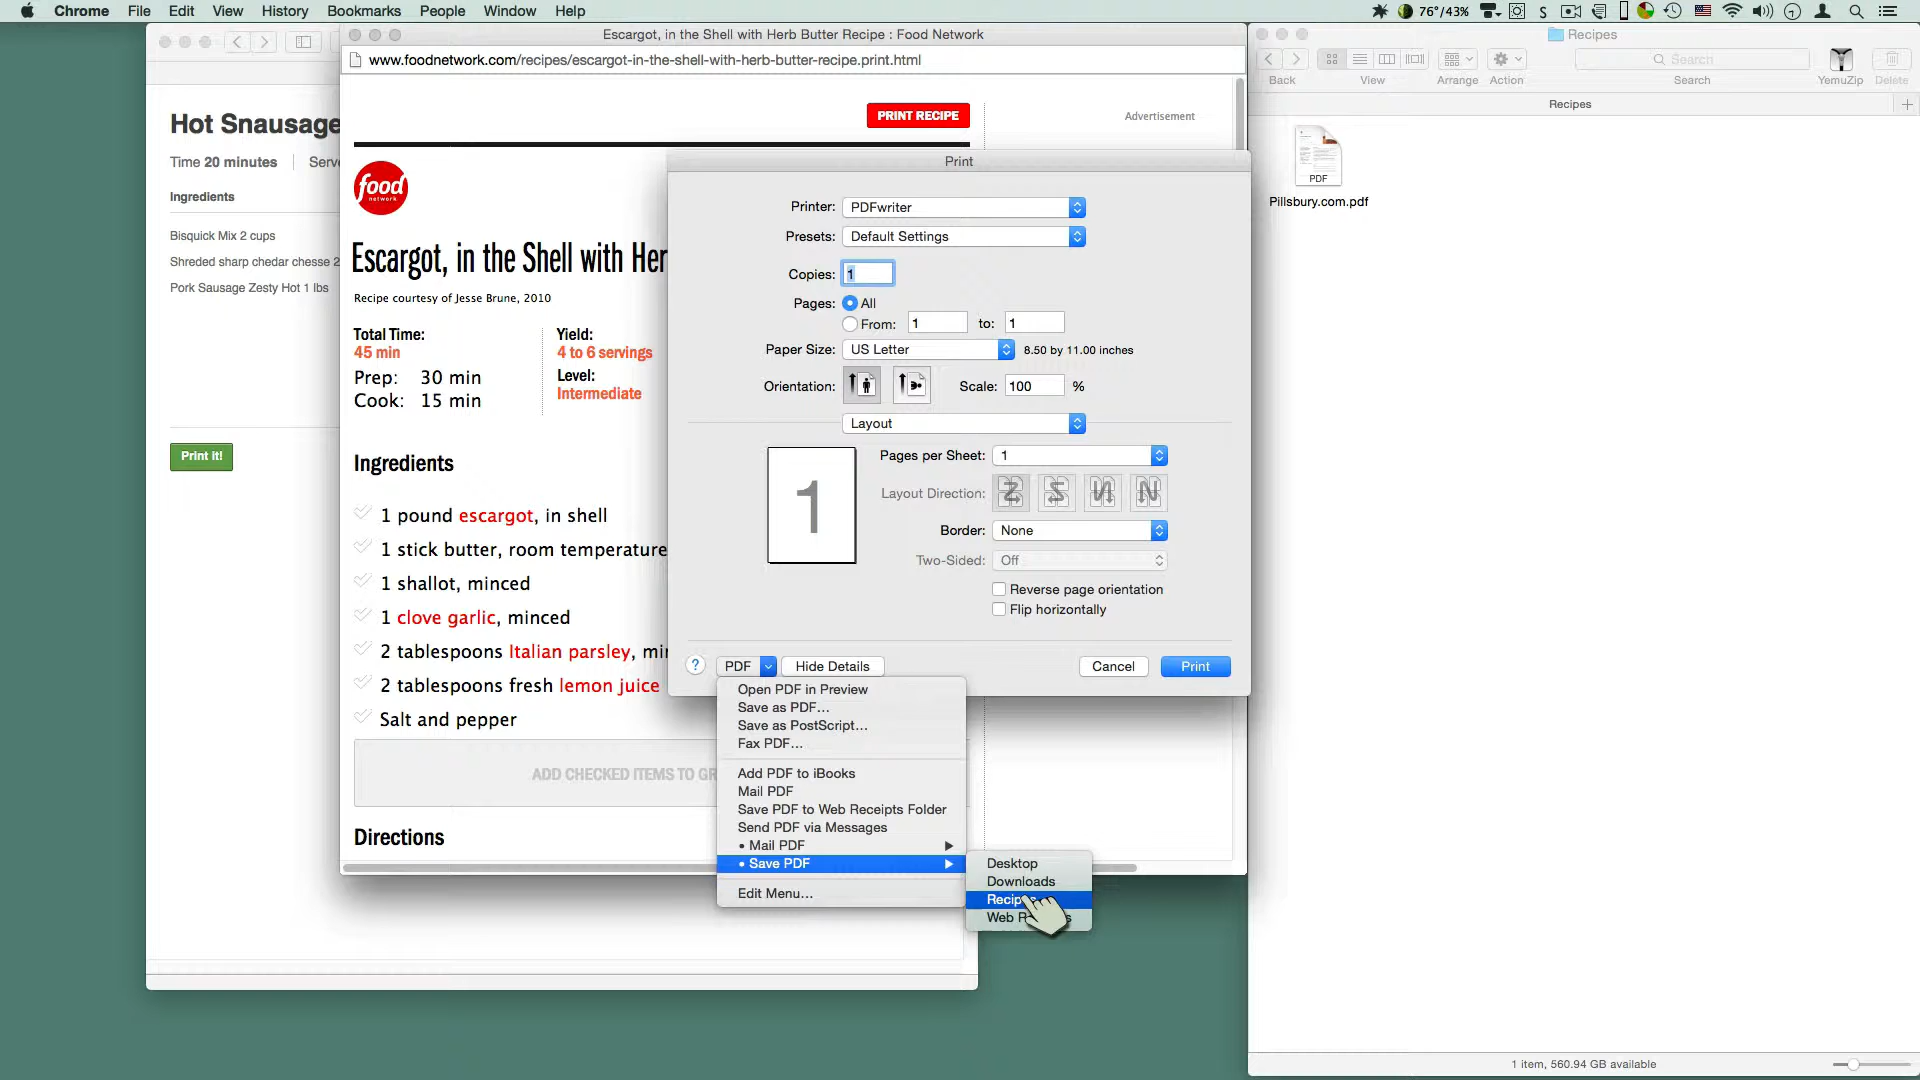 Chrome File Edit View History Bookmarks People Window Help
76°/43%
Hot Snausage
Time 20 minutes
Ingredients
Bisquick Mix 2 cups
Shreded sharp chedar chesse 2
Pork Sausage Zesty Hot 1 lbs
Print it!
Escargot, in the Shell with Herb Butter Recipe : Food Network
www.foodnetwork.com/recipes/escargot-in-the-shell-with-herb-butter-recipe.print.html
PRINT RECIPE
Advertisement
food
network
Escargot, in the Shell with Her
Recipe courtesy of Jesse Brune, 2010
Total Time:
45 min
Prep: 30 min
Cook: 15 min
Yield:
4 to 6 servings
Level:
Intermediate
Ingredients
1 pound escargot, in shell
1 stick butter, room temperature
1 shallot, minced
1 clove garlic, minced
2 tablespoons Italian parsley, mi
2 tablespoons fresh lemon juice
Salt and pepper
ADD CHECKED ITEMS TO GR
Directions
Print
Printer: PDFwriter
Presets: Default Settings
Copies: 1
Pages: All
From: 1 to: 1
Paper Size: US Letter 8.50 by 11.00 inches
Orientation: Scale: 100 %
Layout
1
Pages per Sheet: 1
Layout Direction:
Border: None
Two-Sided: Off
Reverse page orientation
Flip horizontally
? PDF Hide Details Cancel Print
Open PDF in Preview
Save as PDF...
Save as PostScript...
Fax PDF...
Add PDF to iBooks
Mail PDF
Save PDF to Web Receipts Folder
Send PDF via Messages
• Mail PDF
• Save PDF
Edit Menu...
Desktop
Downloads
Web
Recipes
Back View Arrange Action Search YemuZip Delete
Search
Recipes
PDF
Pillsbury.com.pdf
1 item, 560.94 GB available